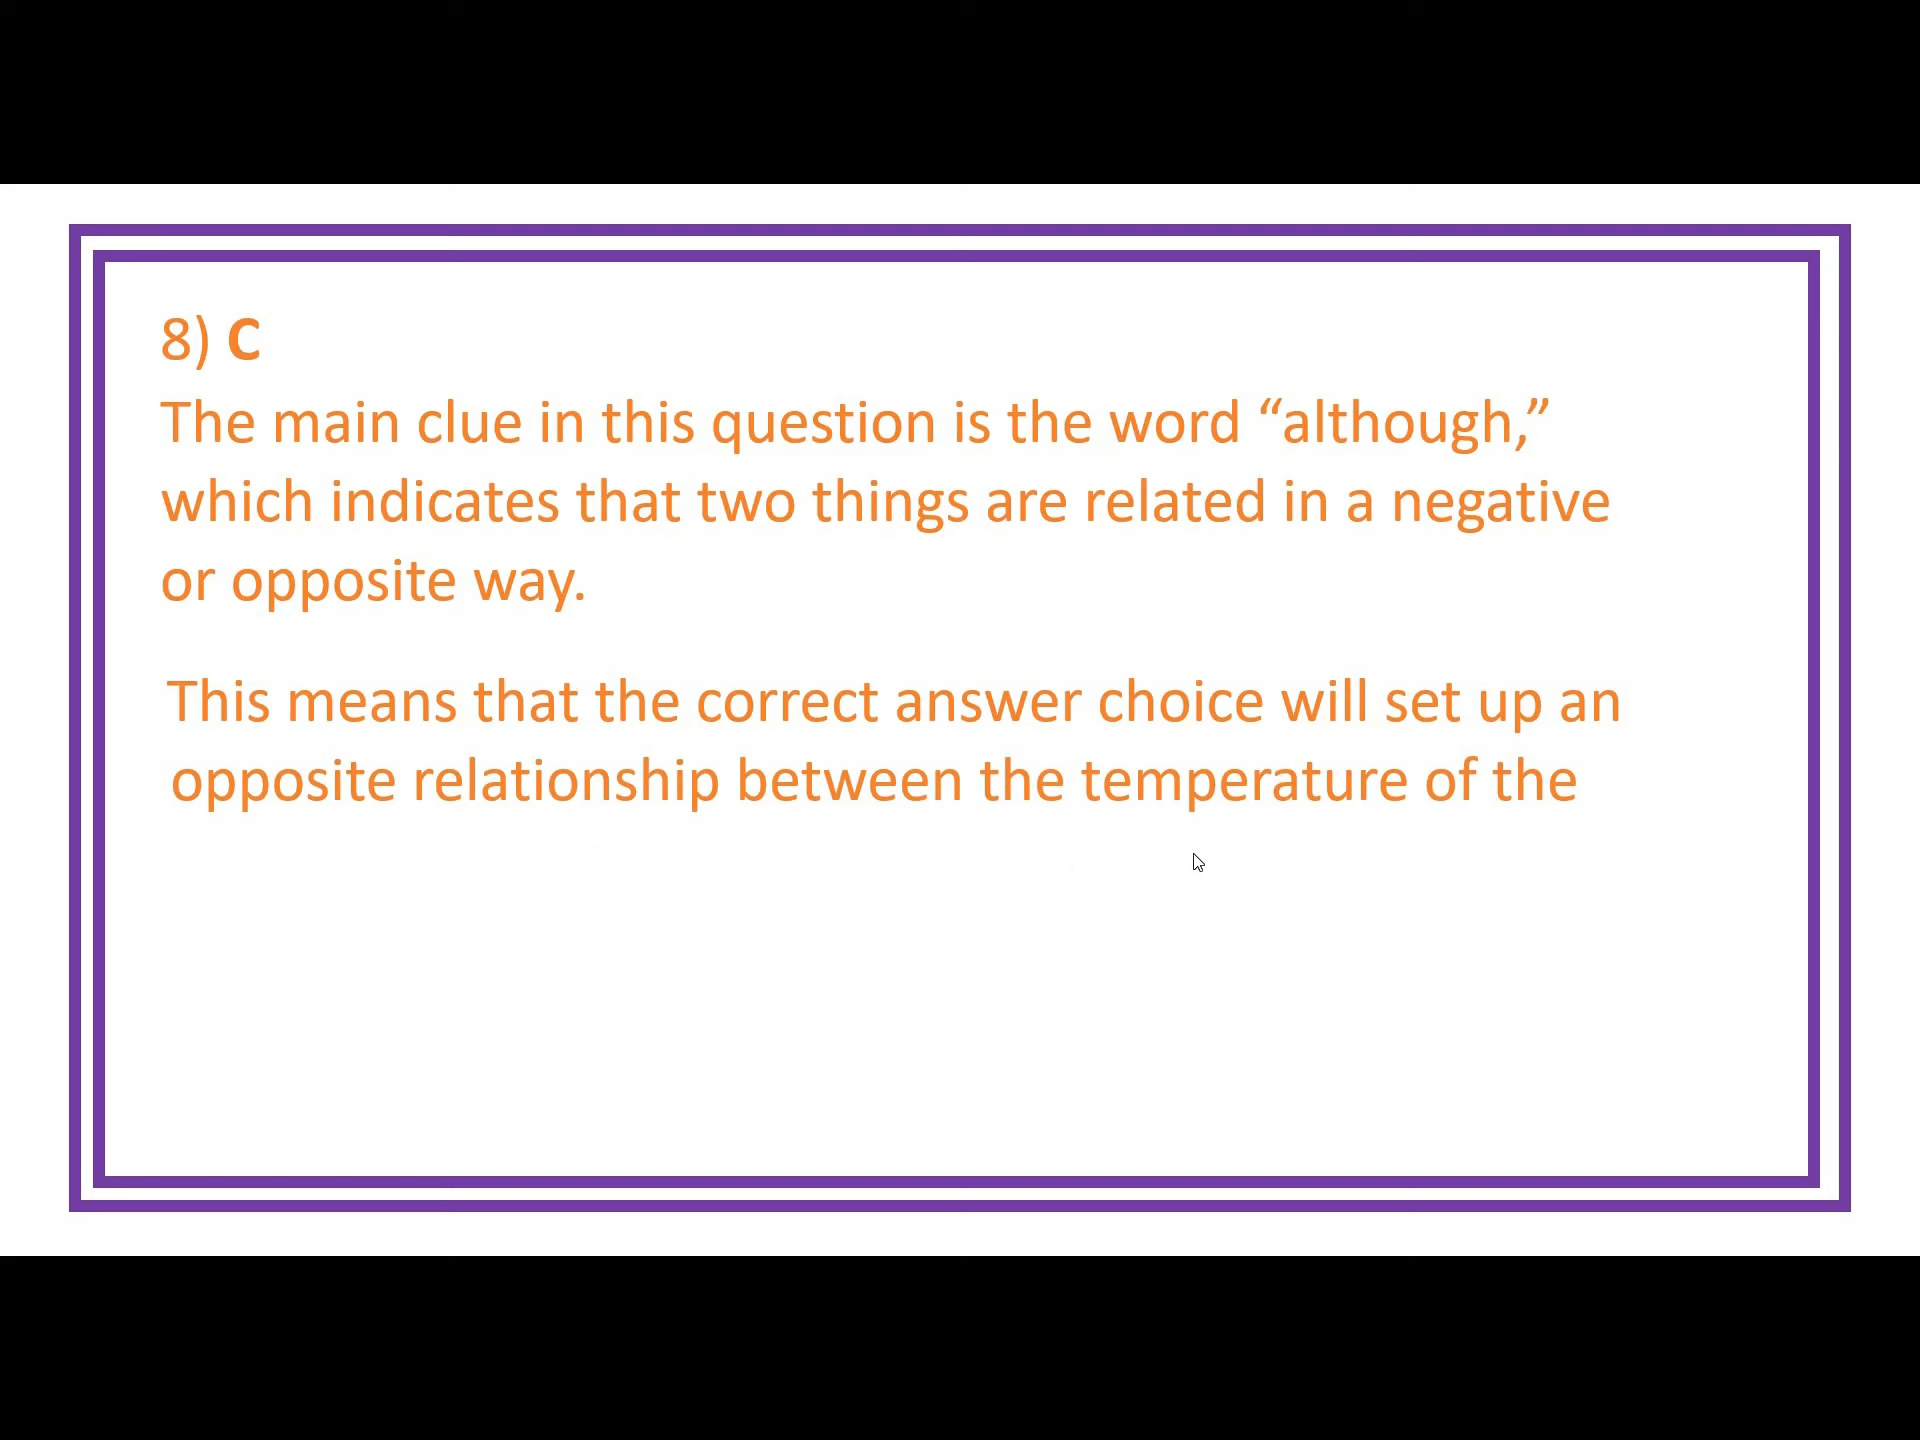 8) C
The main clue in this question is the word “although,”
which indicates that two things are related in a negative
or opposite way.
This means that the correct answer choice will set up an
opposite relationship between the temperature of the